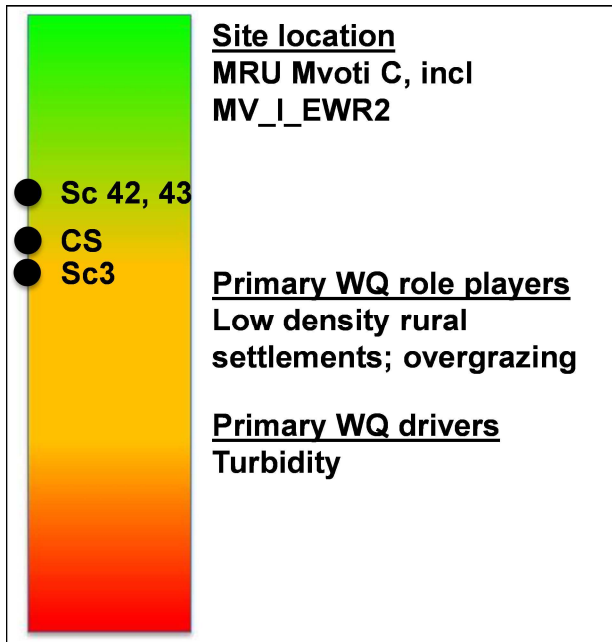 Site location
MRU Mvoti C, incl
MV_I_EWR2
Sc 42, 43
CS
Sc3
Primary WQ role players
Low density rural
settlements; overgrazing
Primary WQ drivers
Turbidity